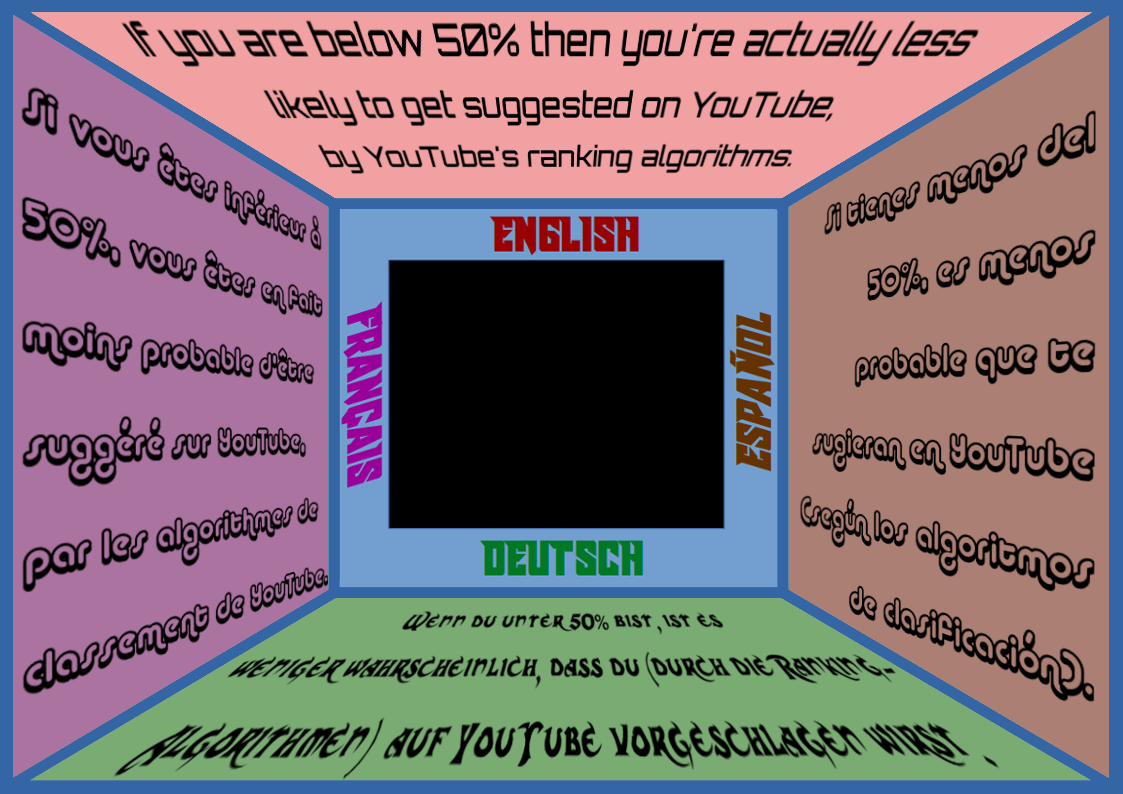 If you are below 50% then you're actually less
likely to get suggested on YouTube,
by YouTube's ranking algorithms.
Si vous êtes inférieur à
50%, vous êtes en fait
moins probable d'être
suggéré sur YouTube,
par les algorithmes de
classement de YouTube.
ENGLISH
FRANÇAIS
ESPAÑOL
DEUTSCH
Si tienes menos del
50%, es menos
probable que te
sugieran en YouTube
(según los algoritmos
de clasificación).
Wenn du unter 50% bist, ist es
weniger wahrscheinlich, dass du (durch die Ranking-
Algorithmen) auf YouTube vorgeschlagen wirst.